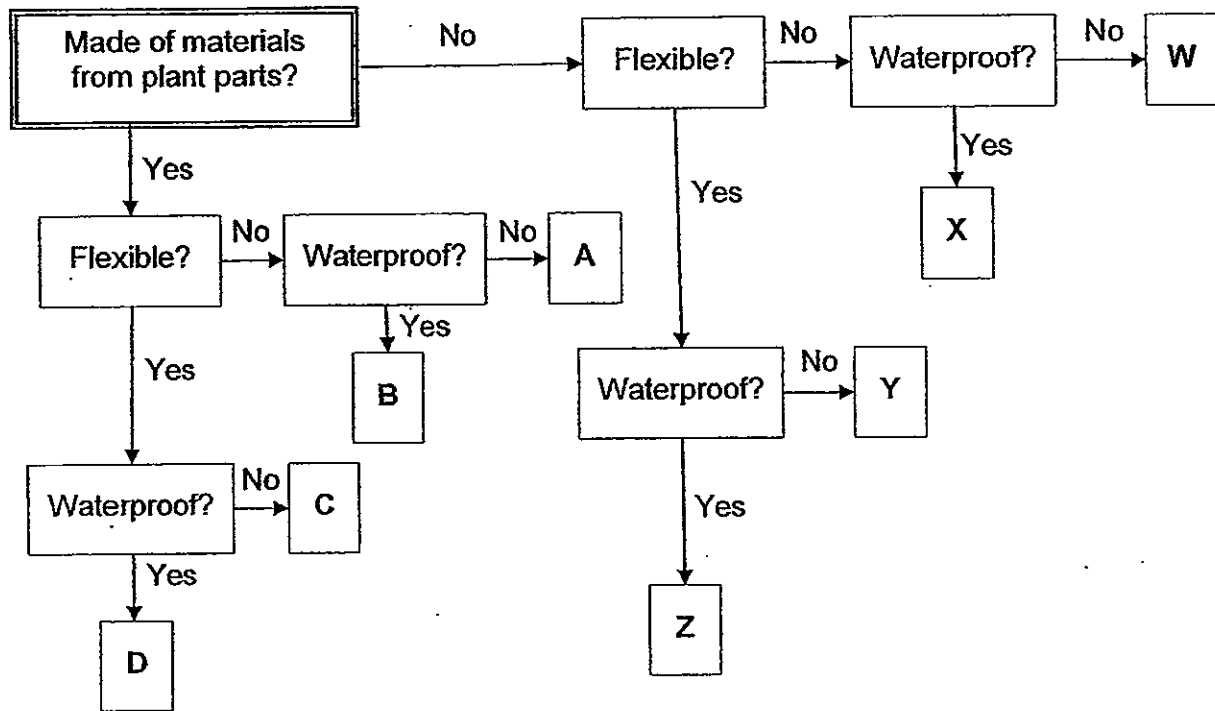 Made of materials
from plant parts?
No
Flexible?
No
Waterproof?
No
W
Yes
Yes
Yes
X
Flexible?
No
Waterproof?
No
A
Yes
Yes
B
Waterproof?
No
Y
Waterproof?
No
C
Yes
Yes
Z
D